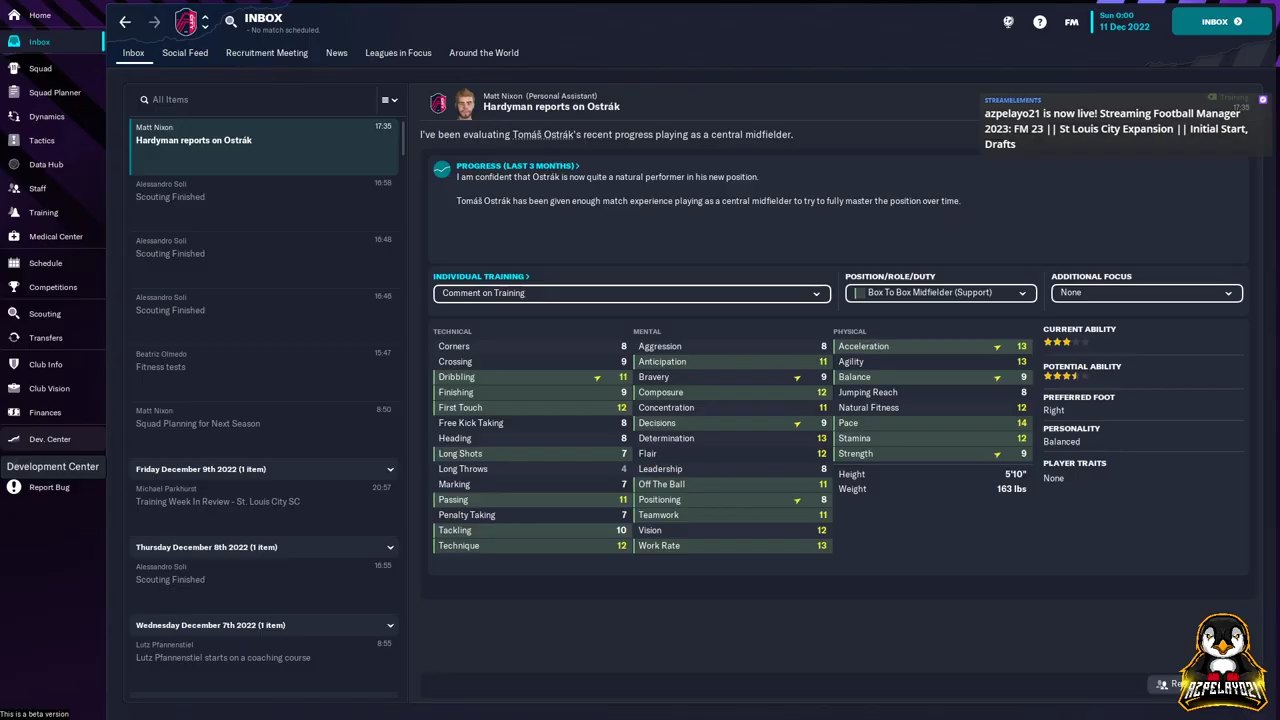 Home
Inbox
Squad
Squad Planner
Dynamics
Tactics
Data Hub
Staff
Training
Medical Center
Schedule
Competitions
Scouting
Transfers
Club Info
Club Vision
Finances
Dev. Center
Development Center
Report Bug
This is a beta version
INBOX
- No match scheduled.
FM
Sun 0:00
11 Dec 2022
INBOX
Inbox
Social Feed
Recruitment Meeting
News
Leagues in Focus
Around the World
All Items
Matt Nixon 17:35
Hardyman reports on Ostrák
Alessandro Soli 16:58
Scouting Finished
Alessandro Soli 16:48
Scouting Finished
Alessandro Soli 16:46
Scouting Finished
Beatriz Olmedo 15:47
Fitness tests
Matt Nixon 8:50
Squad Planning for Next Season
Friday December 9th 2022 (1 item)
Michael Parkhurst 20:57
Training Week In Review - St. Louis City SC
Thursday December 8th 2022 (1 item)
Alessandro Soli 16:55
Scouting Finished
Wednesday December 7th 2022 (1 item)
Lutz Pfannenstiel 8:55
Lutz Pfannenstiel starts on a coaching course
Matt Nixon (Personal Assistant)
Hardyman reports on Ostrák
Training
17:35
STREAMELEMENTS
azpelayo21 is now live! Streaming Football Manager
2023: FM 23 || St Louis City Expansion || Initial Start,
Drafts
I've been evaluating Tomáš Ostrák's recent progress playing as a central midfielder.
PROGRESS (LAST 3 MONTHS)
I am confident that Ostrák is now quite a natural performer in his new position.
Tomáš Ostrák has been given enough match experience playing as a central midfielder to try to fully master the position over time.
INDIVIDUAL TRAINING
Comment on Training
POSITION/ROLE/DUTY
Box To Box Midfielder (Support)
ADDITIONAL FOCUS
None
TECHNICAL
Corners 8
Crossing 9
Dribbling 11
Finishing 9
First Touch 12
Free Kick Taking 8
Heading 8
Long Shots 7
Long Throws 4
Marking 7
Passing 11
Penalty Taking 7
Tackling 10
Technique 12
MENTAL
Aggression 8
Anticipation 11
Bravery 9
Composure 12
Concentration 11
Decisions 9
Determination 13
Flair 12
Leadership 8
Off The Ball 11
Positioning 8
Teamwork 11
Vision 12
Work Rate 13
PHYSICAL
Acceleration 13
Agility 13
Balance 9
Jumping Reach 8
Natural Fitness 12
Pace 14
Stamina 12
Strength 9
Height 5'10"
Weight 163 lbs
CURRENT ABILITY
POTENTIAL ABILITY
PREFERRED FOOT
Right
PERSONALITY
Balanced
PLAYER TRAITS
None
AZPELAYO21